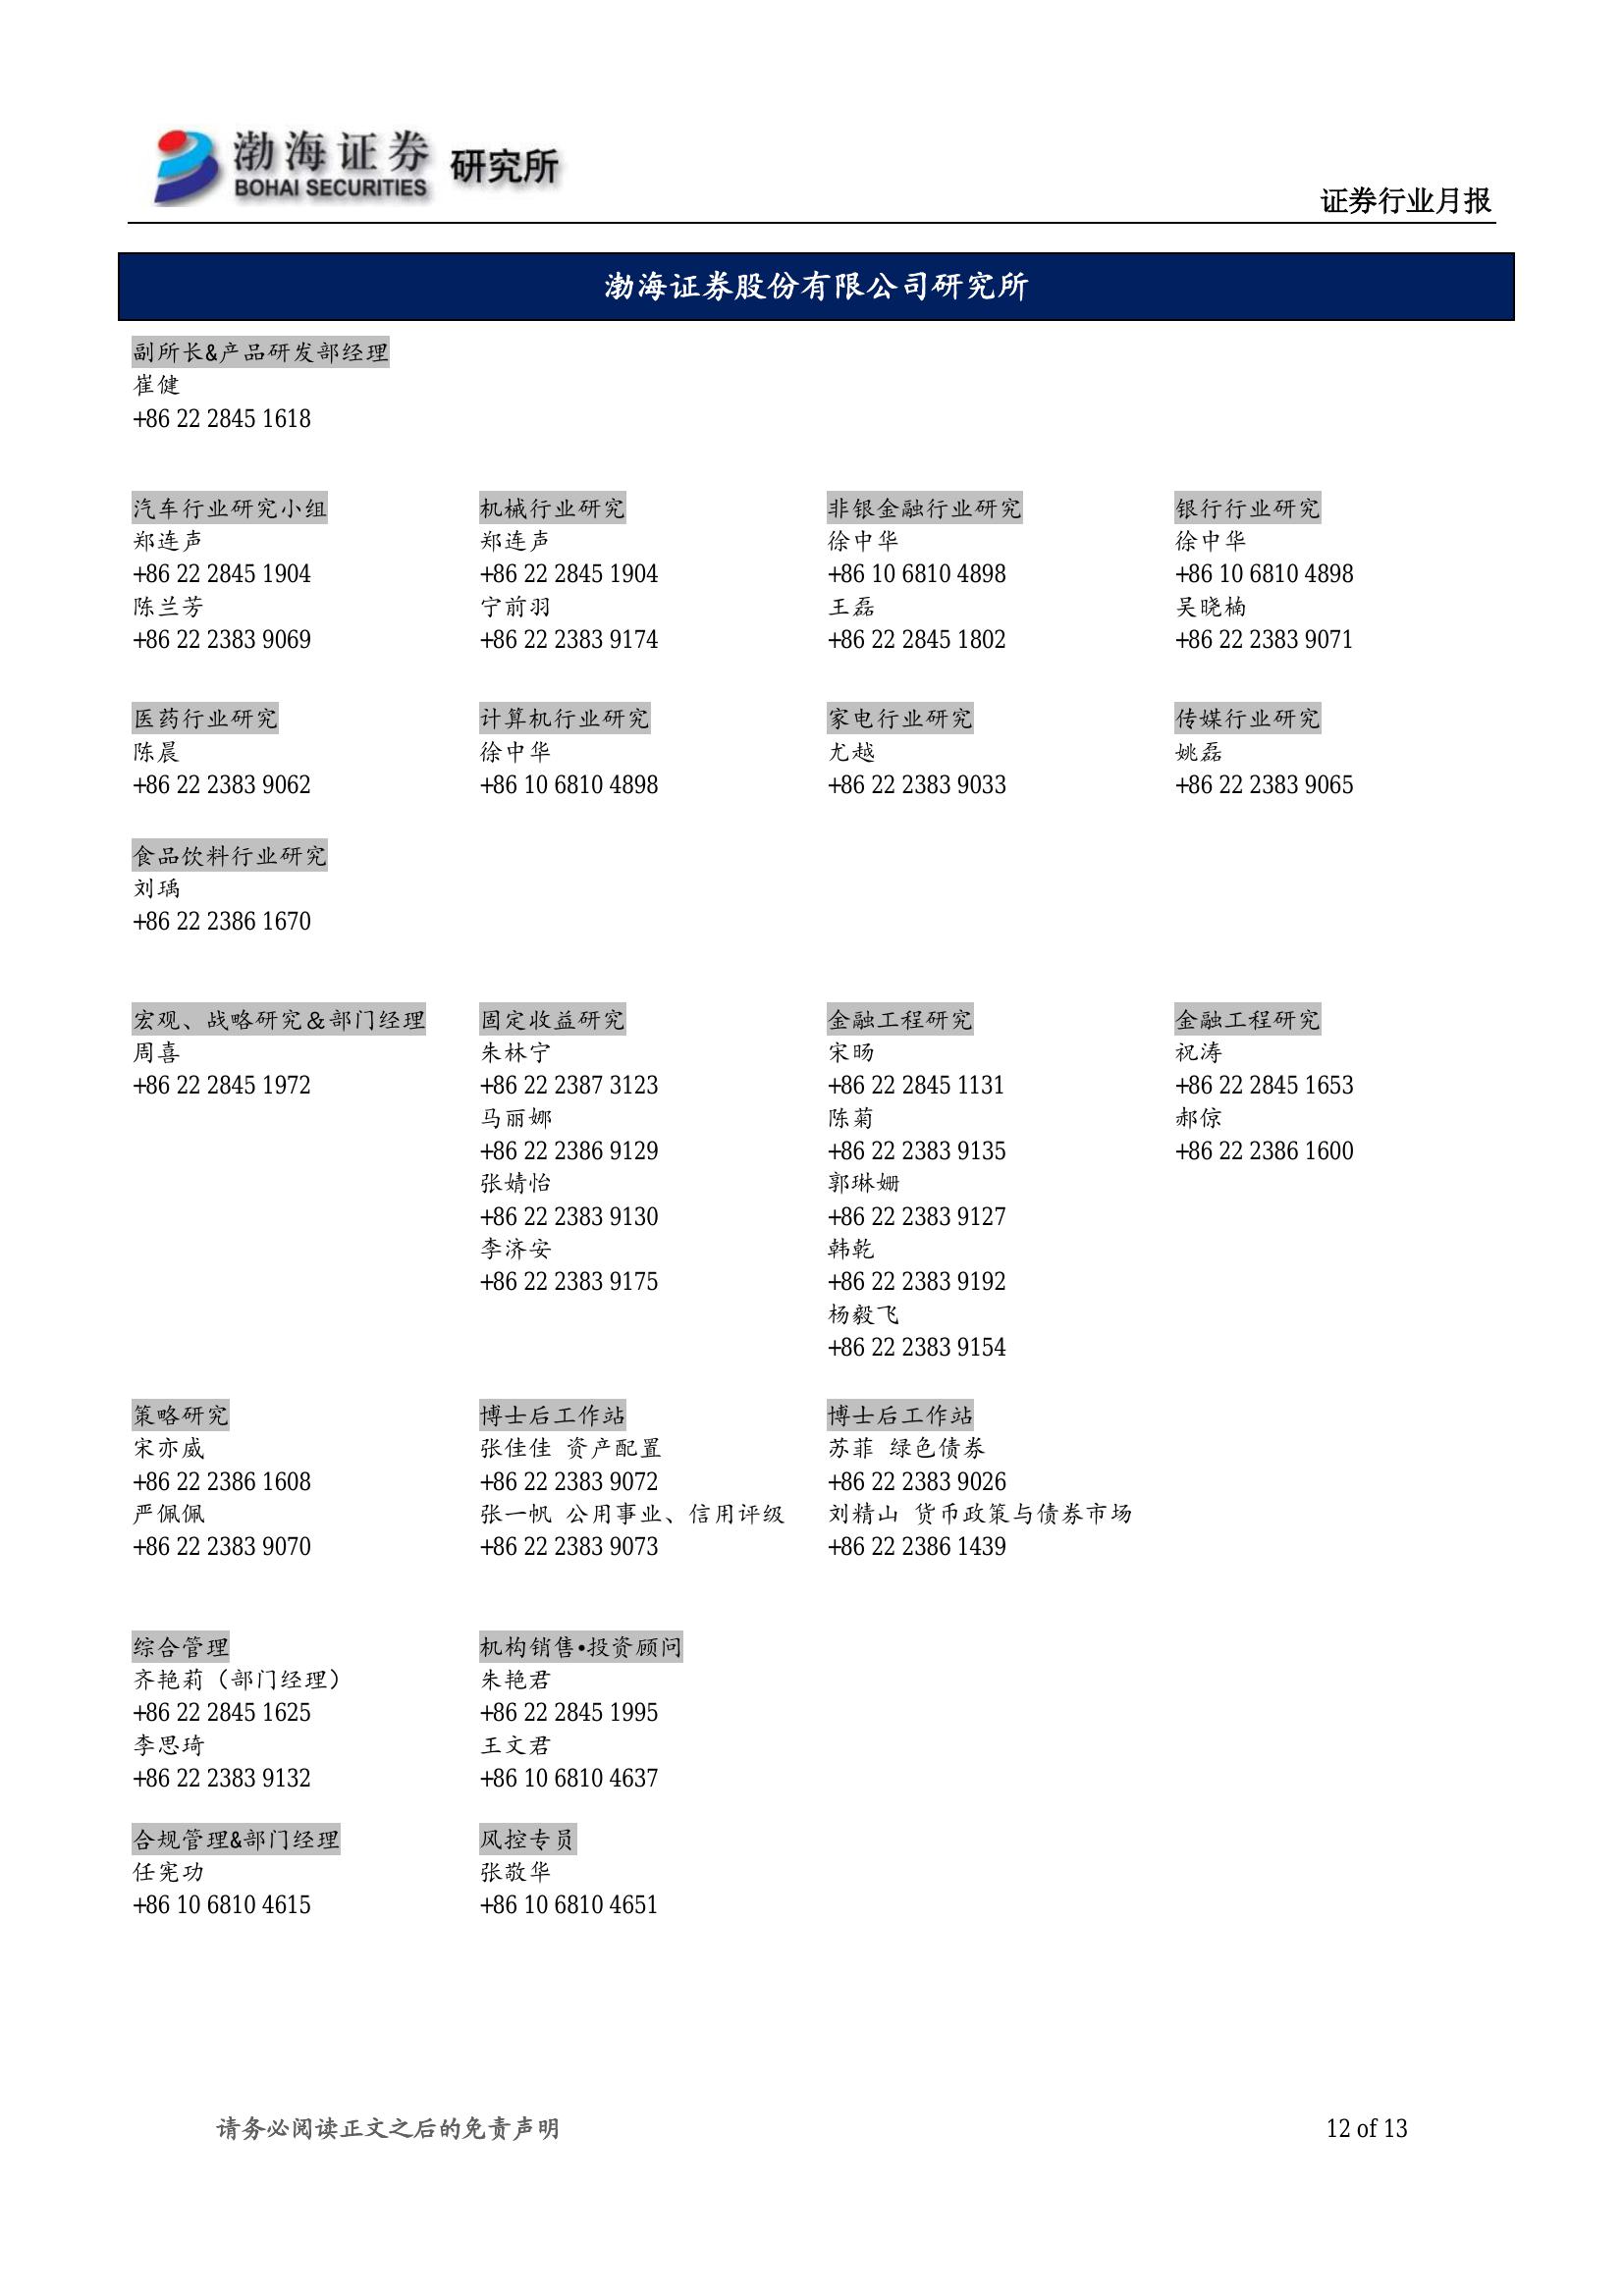 渤海证券 研究所
BOHAI SECURITIES
证券行业月报
渤海证券股份有限公司研究所
副所长&产品研发部经理
崔健
+86 22 2845 1618
汽车行业研究小组
郑连声
+86 22 2845 1904
陈兰芳
+86 22 2383 9069
机械行业研究
郑连声
+86 22 2845 1904
宁前羽
+86 22 2383 9174
非银金融行业研究
徐中华
+86 10 6810 4898
王磊
+86 22 2845 1802
银行行业研究
徐中华
+86 10 6810 4898
吴晓楠
+86 22 2383 9071
医药行业研究
陈晨
+86 22 2383 9062
计算机行业研究
徐中华
+86 10 6810 4898
家电行业研究
尤越
+86 22 2383 9033
传媒行业研究
姚磊
+86 22 2383 9065
食品饮料行业研究
刘瑀
+86 22 2386 1670
宏观、战略研究＆部门经理
周喜
+86 22 2845 1972
固定收益研究
朱林宁
+86 22 2387 3123
马丽娜
+86 22 2386 9129
张婧怡
+86 22 2383 9130
李济安
+86 22 2383 9175
金融工程研究
宋旸
+86 22 2845 1131
陈菊
+86 22 2383 9135
郭琳姗
+86 22 2383 9127
韩乾
+86 22 2383 9192
杨毅飞
+86 22 2383 9154
金融工程研究
祝涛
+86 22 2845 1653
郝倞
+86 22 2386 1600
策略研究
宋亦威
+86 22 2386 1608
严佩佩
+86 22 2383 9070
博士后工作站
张佳佳 资产配置
+86 22 2383 9072
张一帆 公用事业、信用评级
+86 22 2383 9073
博士后工作站
苏菲 绿色债券
+86 22 2383 9026
刘精山 货币政策与债券市场
+86 22 2386 1439
综合管理
齐艳莉（部门经理）
+86 22 2845 1625
李思琦
+86 22 2383 9132
机构销售•投资顾问
朱艳君
+86 22 2845 1995
王文君
+86 10 6810 4637
合规管理&部门经理
任宪功
+86 10 6810 4615
风控专员
张敬华
+86 10 6810 4651
请务必阅读正文之后的免责声明
12 of 13